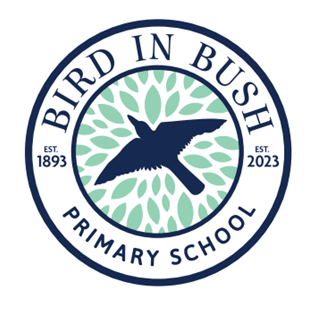 BIRD IN BUSH
EST.
1893
EST.
2023
PRIMARY SCHOOL